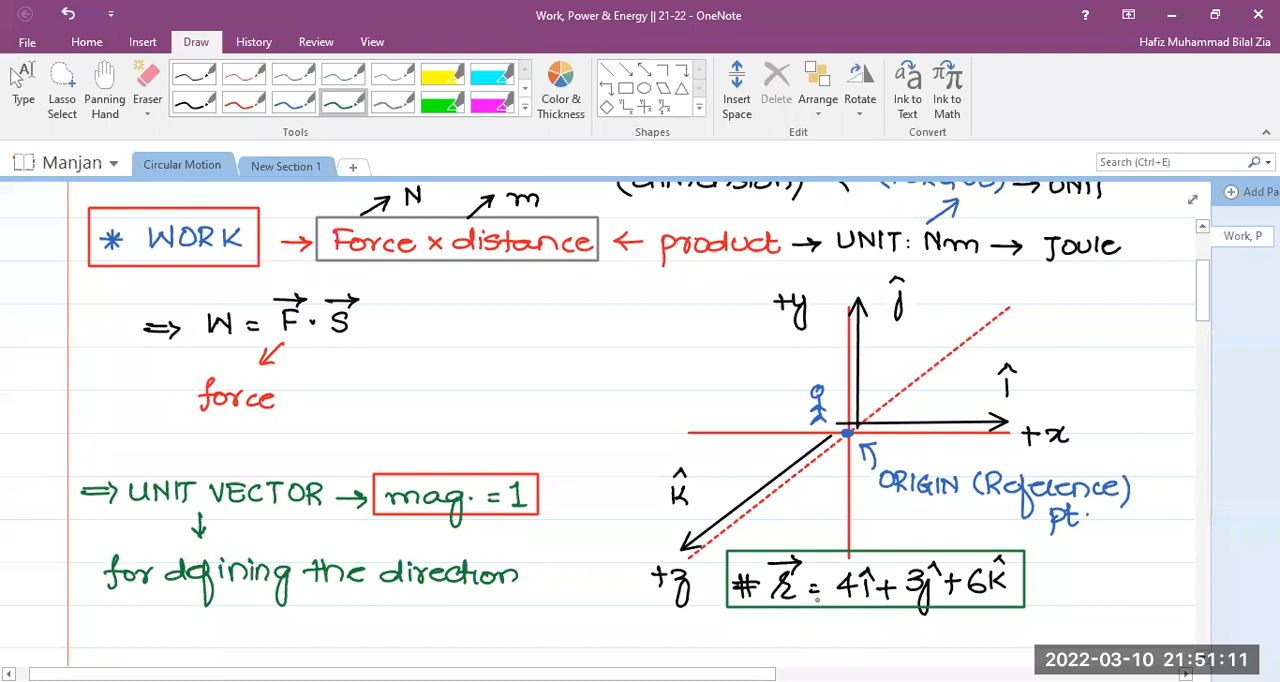 Work, Power & Energy || 21-22 - OneNote
?
File Home Insert Draw History Review View
Hafiz Muhammad Bilal Zia
Type
Lasso Select
Panning Hand
Eraser
Color & Thickness
Insert Space
Delete
Arrange
Rotate
Ink to Text
Ink to Math
Tools
Shapes
Edit
Convert
Manjan
Circular Motion
New Section 1
+
Search (Ctrl+E)
Add Pa
Work, P
(dimension) (Torque) → UNIT
N m
* WORK → Force × distance ← product → UNIT: Nm → Joule
⇒ W = F⃗ · S⃗
force
+y ĵ
î
+x
k̂
ORIGIN (Reference) pt.
+z
⇒ UNIT VECTOR → mag. = 1
for defining the direction
# r⃗ = 4î + 3ĵ + 6k̂
2022-03-10 21:51:11